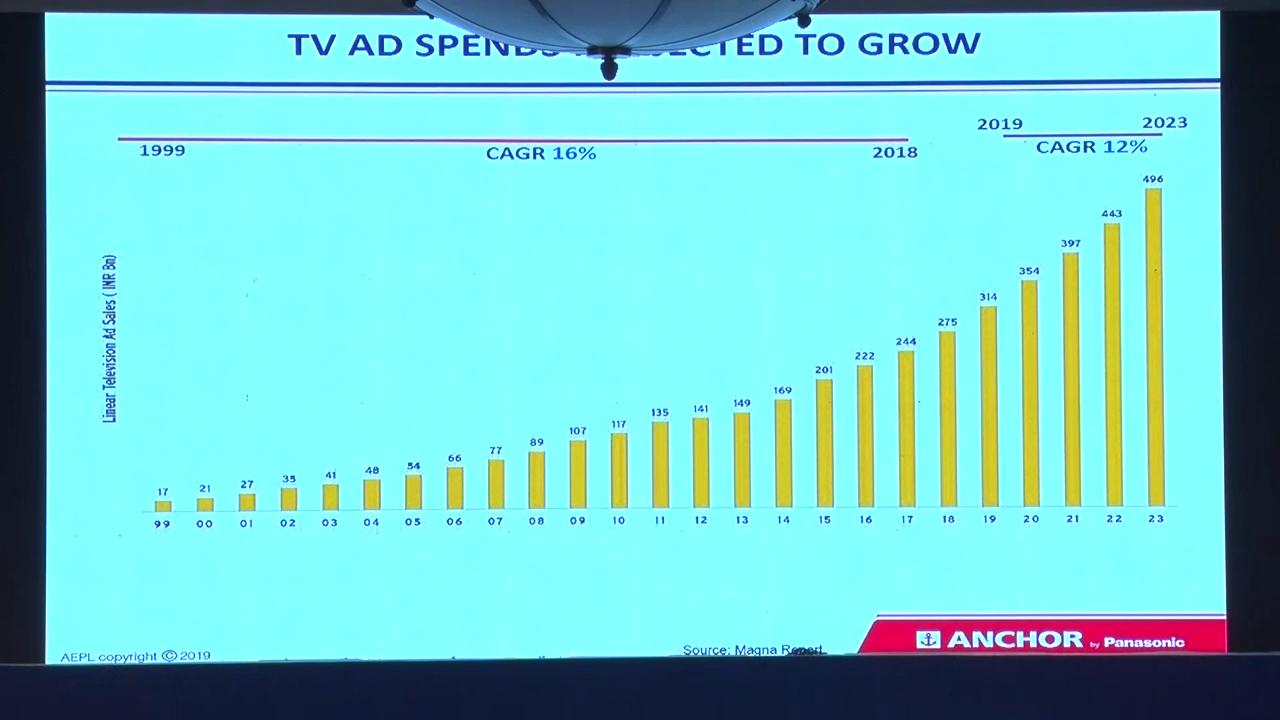 TV AD SPENDS EXPECTED TO GROW
2019 2023
1999 CAGR 16% 2018 CAGR 12%
Linear Television Ad Sales ( INR Bn)
17 21 27 35 41 48 54 66 77 89 107 117 135 141 149 169 201 222 244 275 314 354 397 443 496
99 00 01 02 03 04 05 06 07 08 09 10 11 12 13 14 15 16 17 18 19 20 21 22 23
ANCHOR by Panasonic
AEPL copyright © 2019
Source: Magna Report